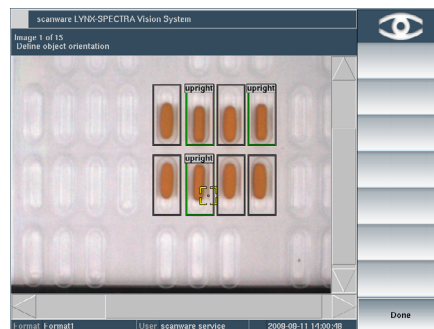 scanware LYNX-SPECTRA Vision System
Image 1 of 15
Define object orientation
upright
upright
upright
Done
Format Format1
User scanware service
2009-09-11 14:00:48